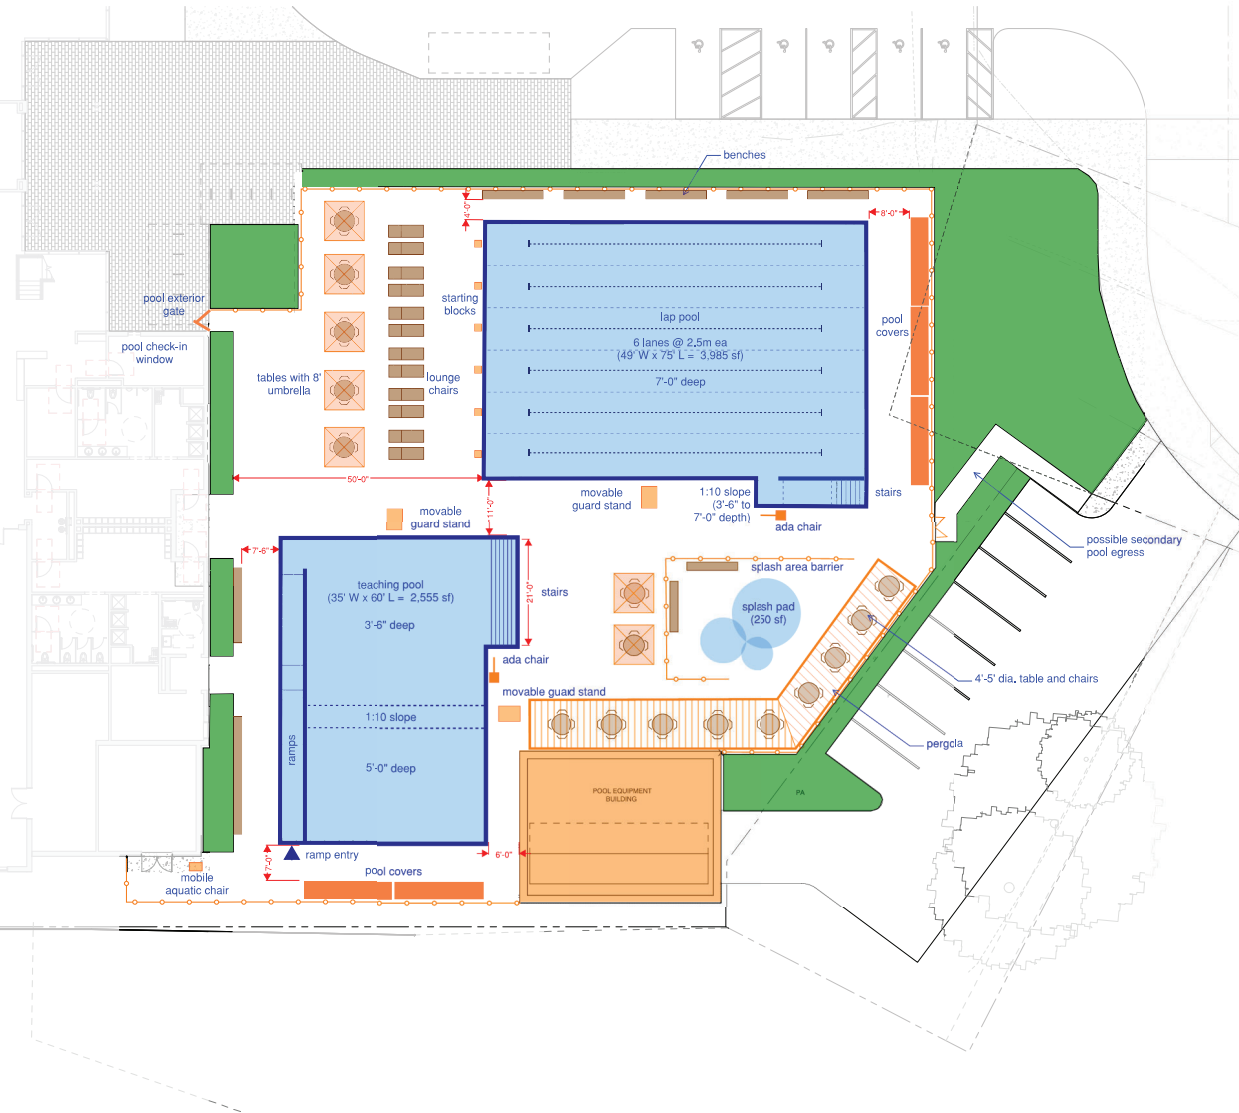 benches
4'-0"
8'-0"
pool exterior
gate
starting
blocks
lap pool
pool
covers
pool check-in
window
6 lanes @ 2.5m ea
(49' W x 75' L = 3,985 sf)
tables with 8'
umbrella
lounge
chairs
7'-0" deep
50'-0"
11'-0"
movable
guard stand
1:10 slope
(3'-6" to
7'-0" depth)
stairs
movable
guard stand
ada chair
possible secondary
pool egress
7'-6"
teaching pool
(35' W x 60' L = 2,555 sf)
3'-6" deep
21'-0"
stairs
splash area barrier
splash pad
(250 sf)
ada chair
4'-5' dia. table and chairs
movable guard stand
1:10 slope
ramps
pergola
5'-0" deep
POOL EQUIPMENT
BUILDING
PA
ramp entry
6'-0"
7'-0"
pool covers
mobile
aquatic chair